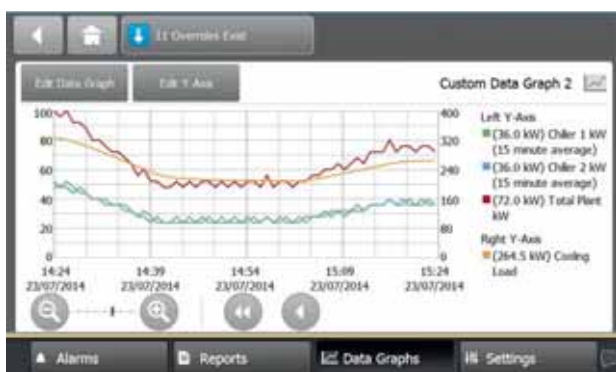 11 Overrides Exist
Edit Data Graph
Edit Y Axis
Custom Data Graph 2
100
80
60
40
20
0
400
320
240
160
80
0
14:24
23/07/2014
14:39
23/07/2014
14:54
23/07/2014
15:09
23/07/2014
15:24
23/07/2014
Left Y-Axis
(36.0 kW) Chiller 1 kW
(15 minute average)
(36.0 kW) Chiller 2 kW
(15 minute average)
(72.0 kW) Total Plant
kW
Right Y-Axis
(264.5 kW) Cooling
Load
Alarms
Reports
Data Graphs
Settings